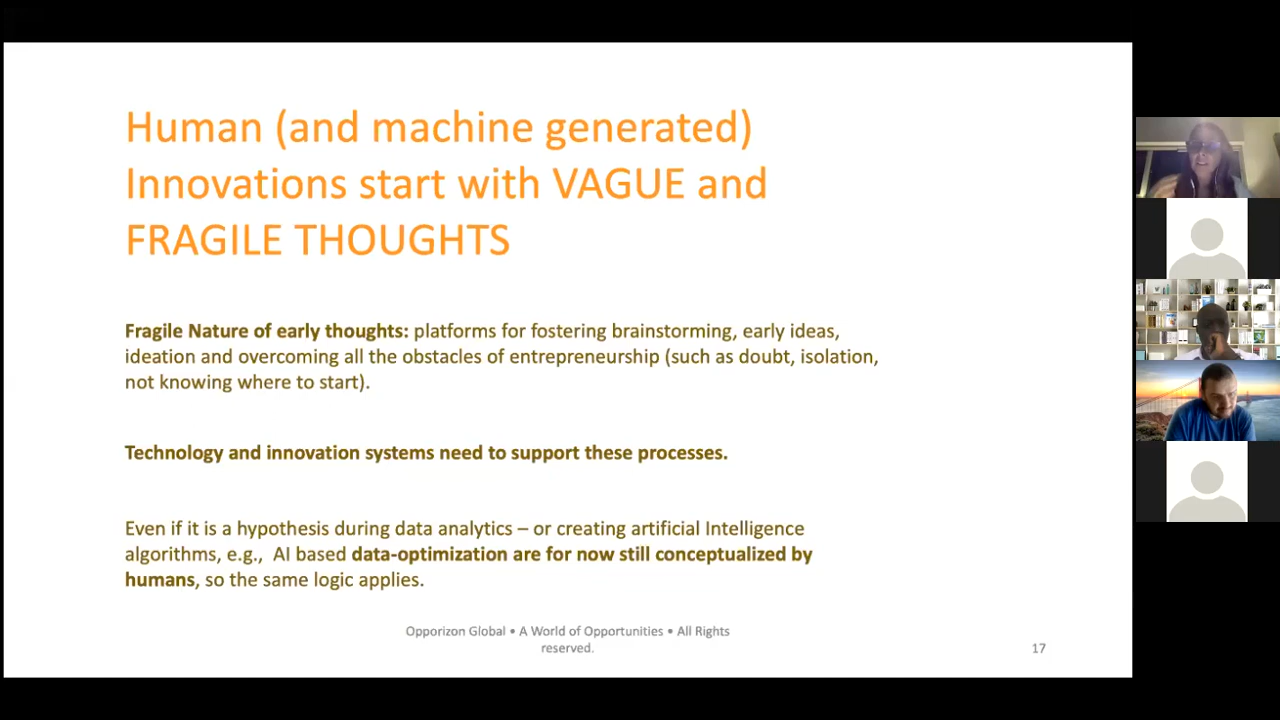 Human (and machine generated)
Innovations start with VAGUE and
FRAGILE THOUGHTS
Fragile Nature of early thoughts: platforms for fostering brainstorming, early ideas,
ideation and overcoming all the obstacles of entrepreneurship (such as doubt, isolation,
not knowing where to start).
Technology and innovation systems need to support these processes.
Even if it is a hypothesis during data analytics – or creating artificial Intelligence
algorithms, e.g.,  AI based data-optimization are for now still conceptualized by
humans, so the same logic applies.
Opporizon Global • A World of Opportunities • All Rights
reserved.
17